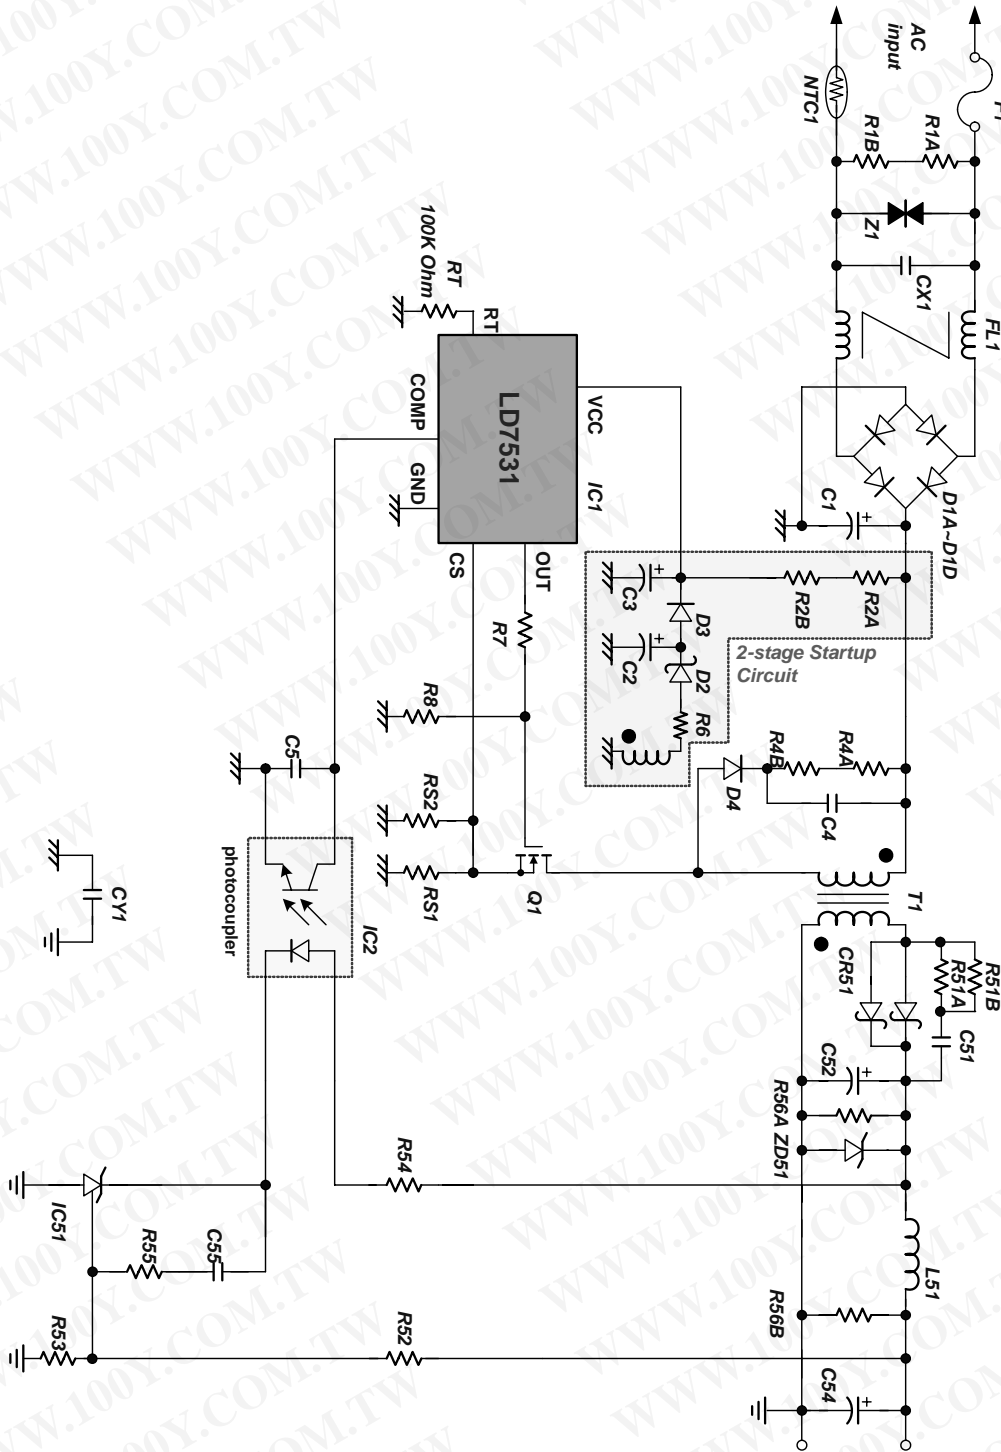 AC
input
F1
NTC1
R1A
R1B
Z1
CX1
FL1
D1A~D1D
C1
R2A
R2B
2-stage Startup
Circuit
C3
D3
C2
D2
R6
R4A
R4B
C4
D4
T1
RT
100K Ohm
RT
VCC
IC1
LD7531
COMP
GND
CS
OUT
R7
R8
RS2
RS1
Q1
C5
IC2
photocoupler
CY1
CR51
R51B
R51A
C51
C52
R56A
ZD51
R54
L51
R56B
C54
IC51
R55
C55
R53
R52
WWW.100Y.COM.TW